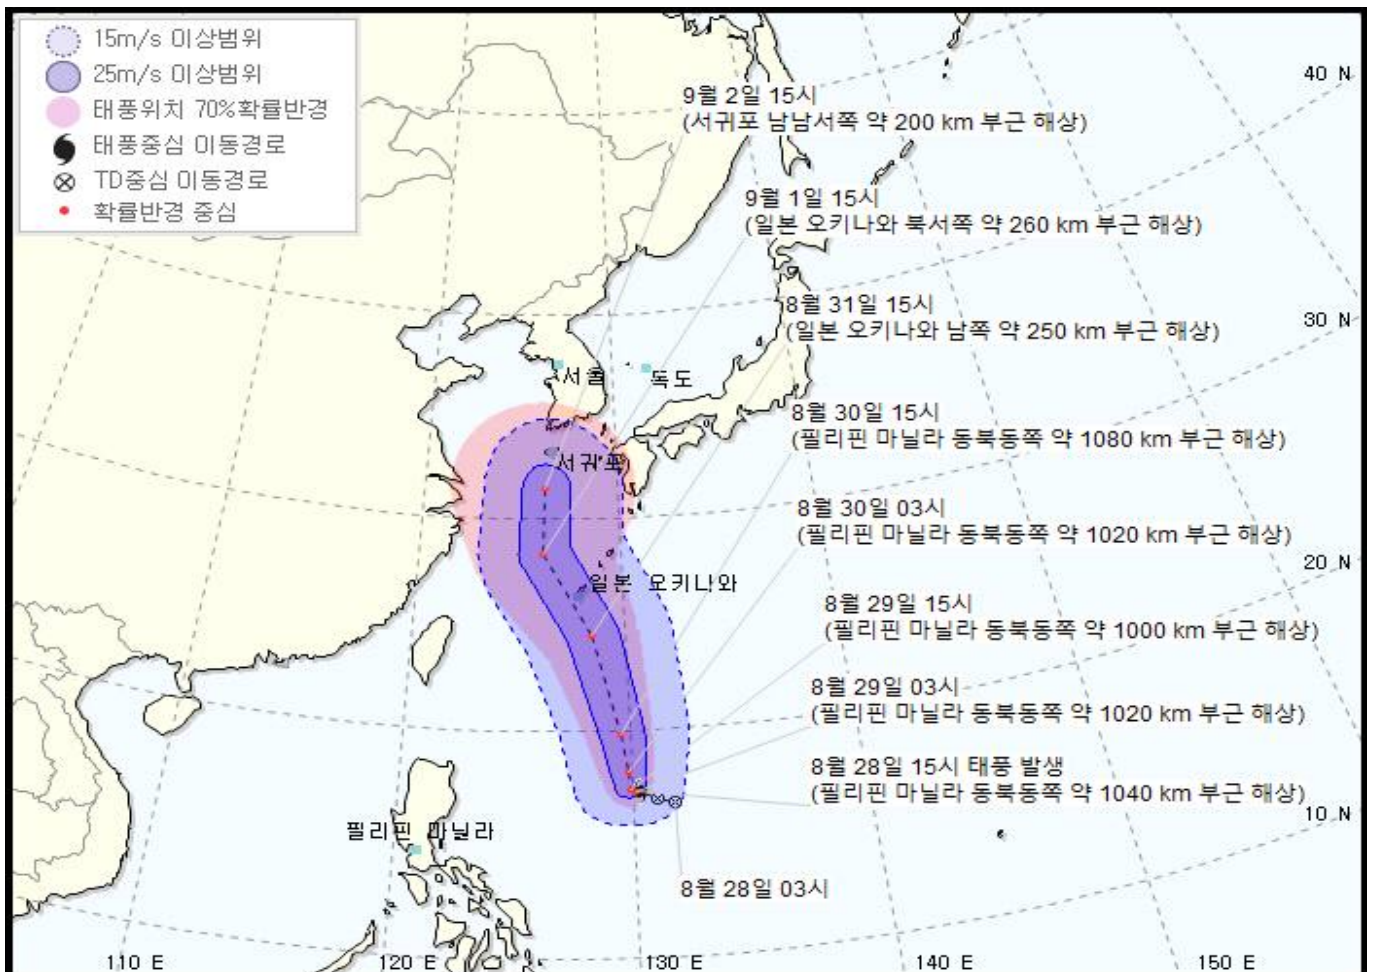 15m/s 이상범위
25m/s 이상범위
태풍위치 70%확률반경
태풍중심 이동경로
TD중심 이동경로
확률반경 중심
9월 2일 15시
(서귀포 남남서쪽 약 200 km 부근 해상)
9월 1일 15시
(일본 오키나와 북서쪽 약 260 km 부근 해상)
8월 31일 15시
(일본 오키나와 남쪽 약 250 km 부근 해상)
8월 30일 15시
(필리핀 마닐라 동북동쪽 약 1080 km 부근 해상)
8월 30일 03시
(필리핀 마닐라 동북동쪽 약 1020 km 부근 해상)
8월 29일 15시
(필리핀 마닐라 동북동쪽 약 1000 km 부근 해상)
8월 29일 03시
(필리핀 마닐라 동북동쪽 약 1020 km 부근 해상)
8월 28일 15시 태풍 발생
(필리핀 마닐라 동북동쪽 약 1040 km 부근 해상)
8월 28일 03시
서울
독도
서귀포
일본 오키나와
필리핀 마닐라
40 N
30 N
20 N
10 N
110 E
120 E
130 E
140 E
150 E